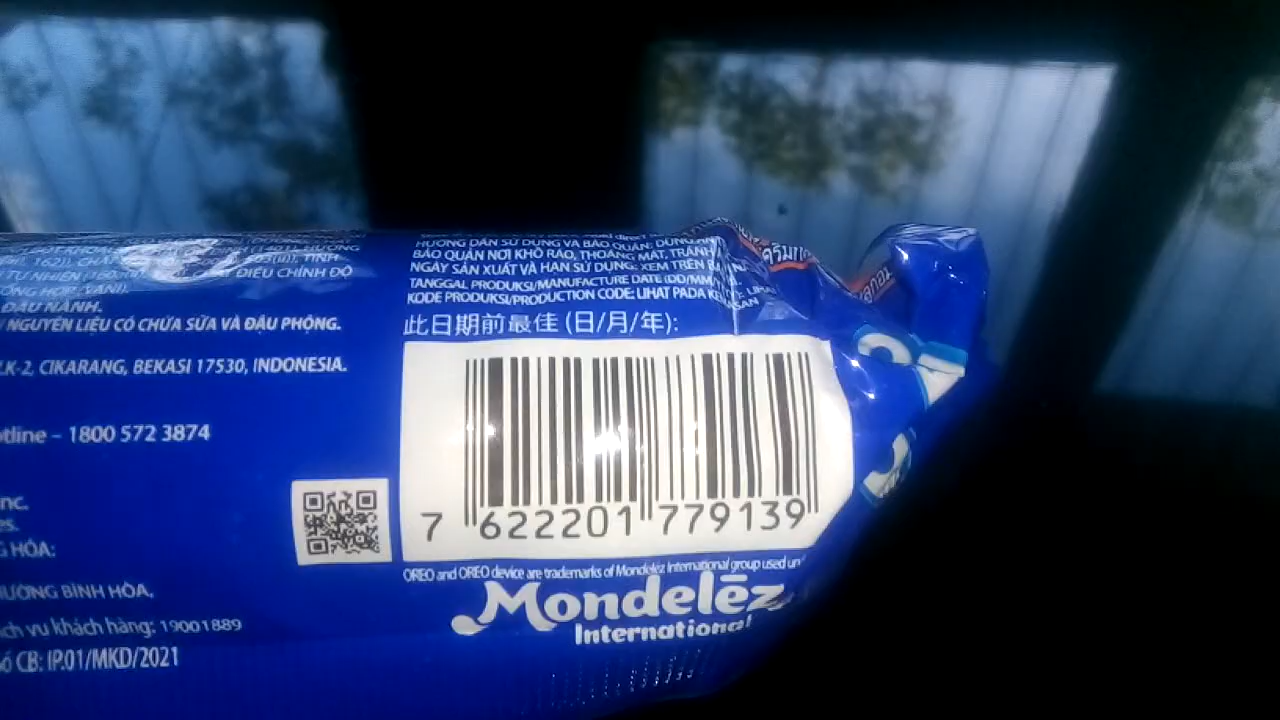 HƯỚNG DẪN SỬ DỤNG VÀ BẢO QUẢN: DÙNG
BẢO QUẢN NƠI KHÔ RÁO, THOÁNG MÁT, TRÁNH
NGÀY SẢN XUẤT VÀ HẠN SỬ DỤNG: XEM TRÊN
TANGGAL PRODUKSI/MANUFACTURE DATE (DD/MM/
KODE PRODUKSI/PRODUCTION CODE: LIHAT PADA
此日期前最佳 (日/月/年):
HƯƠNG
TỰ NHIÊN
ĐIỀU CHỈNH ĐỘ
ĐẬU NÀNH.
NGUYÊN LIỆU CÓ CHỨA SỮA VÀ ĐẬU PHỘNG.
LK-2, CIKARANG, BEKASI 17530, INDONESIA.
otline – 1800 572 3874
nc.
es.
G HÓA:
ƯỜNG BÌNH HÒA,
ịch vụ khách hàng: 19001889
ố CB: IP.01/MKD/2021
7 622201 779139
OREO and OREO device are trademarks of Mondelēz International group used
Mondelēz
International